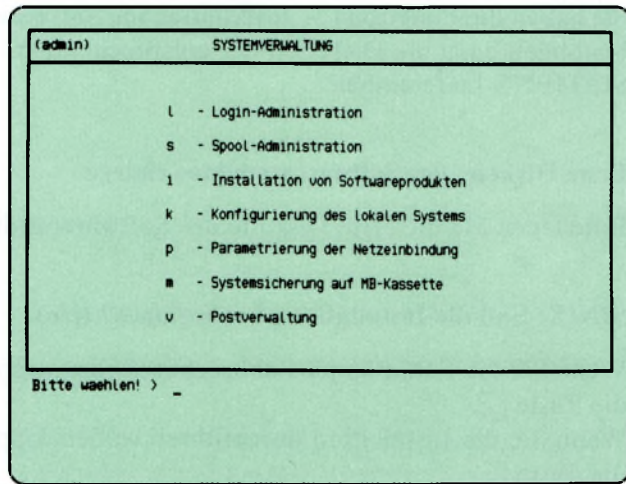 (admin) SYSTEMVERWALTUNG
l - Login-Administration
s - Spool-Administration
i - Installation von Softwareprodukten
k - Konfigurierung des lokalen Systems
p - Parametrierung der Netzeinbindung
m - Systemsicherung auf MB-Kassette
v - Postverwaltung
Bitte waehlen! > _